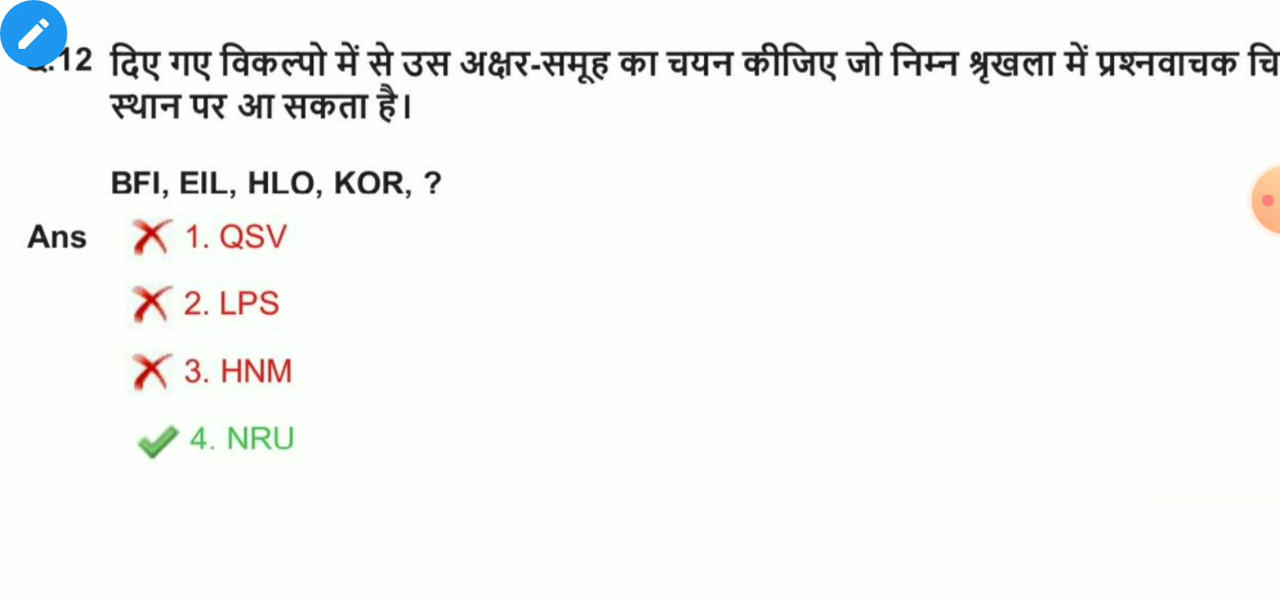 .12 दिए गए विकल्पो में से उस अक्षर-समूह का चयन कीजिए जो निम्न श्रृखला में प्रश्नवाचक चि
स्थान पर आ सकता है।
BFI, EIL, HLO, KOR, ?
Ans 1. QSV
2. LPS
3. HNM
4. NRU